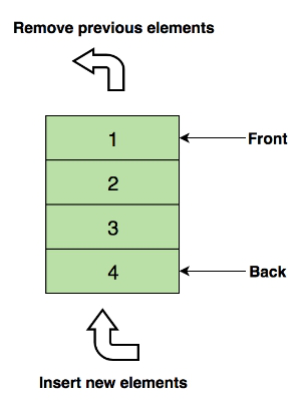 Remove previous elements
1
Front
2
3
4
Back
Insert new elements